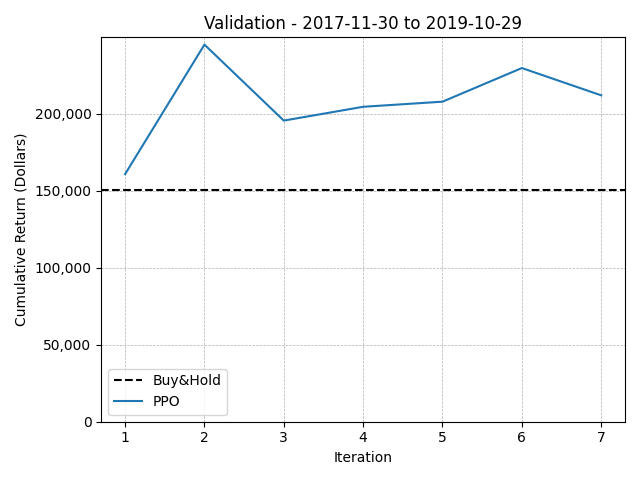 Validation - 2017-11-30 to 2019-10-29
Cumulative Return (Dollars)
200,000
150,000
100,000
50,000
0
Buy&Hold
PPO
1 2 3 4 5 6 7
Iteration